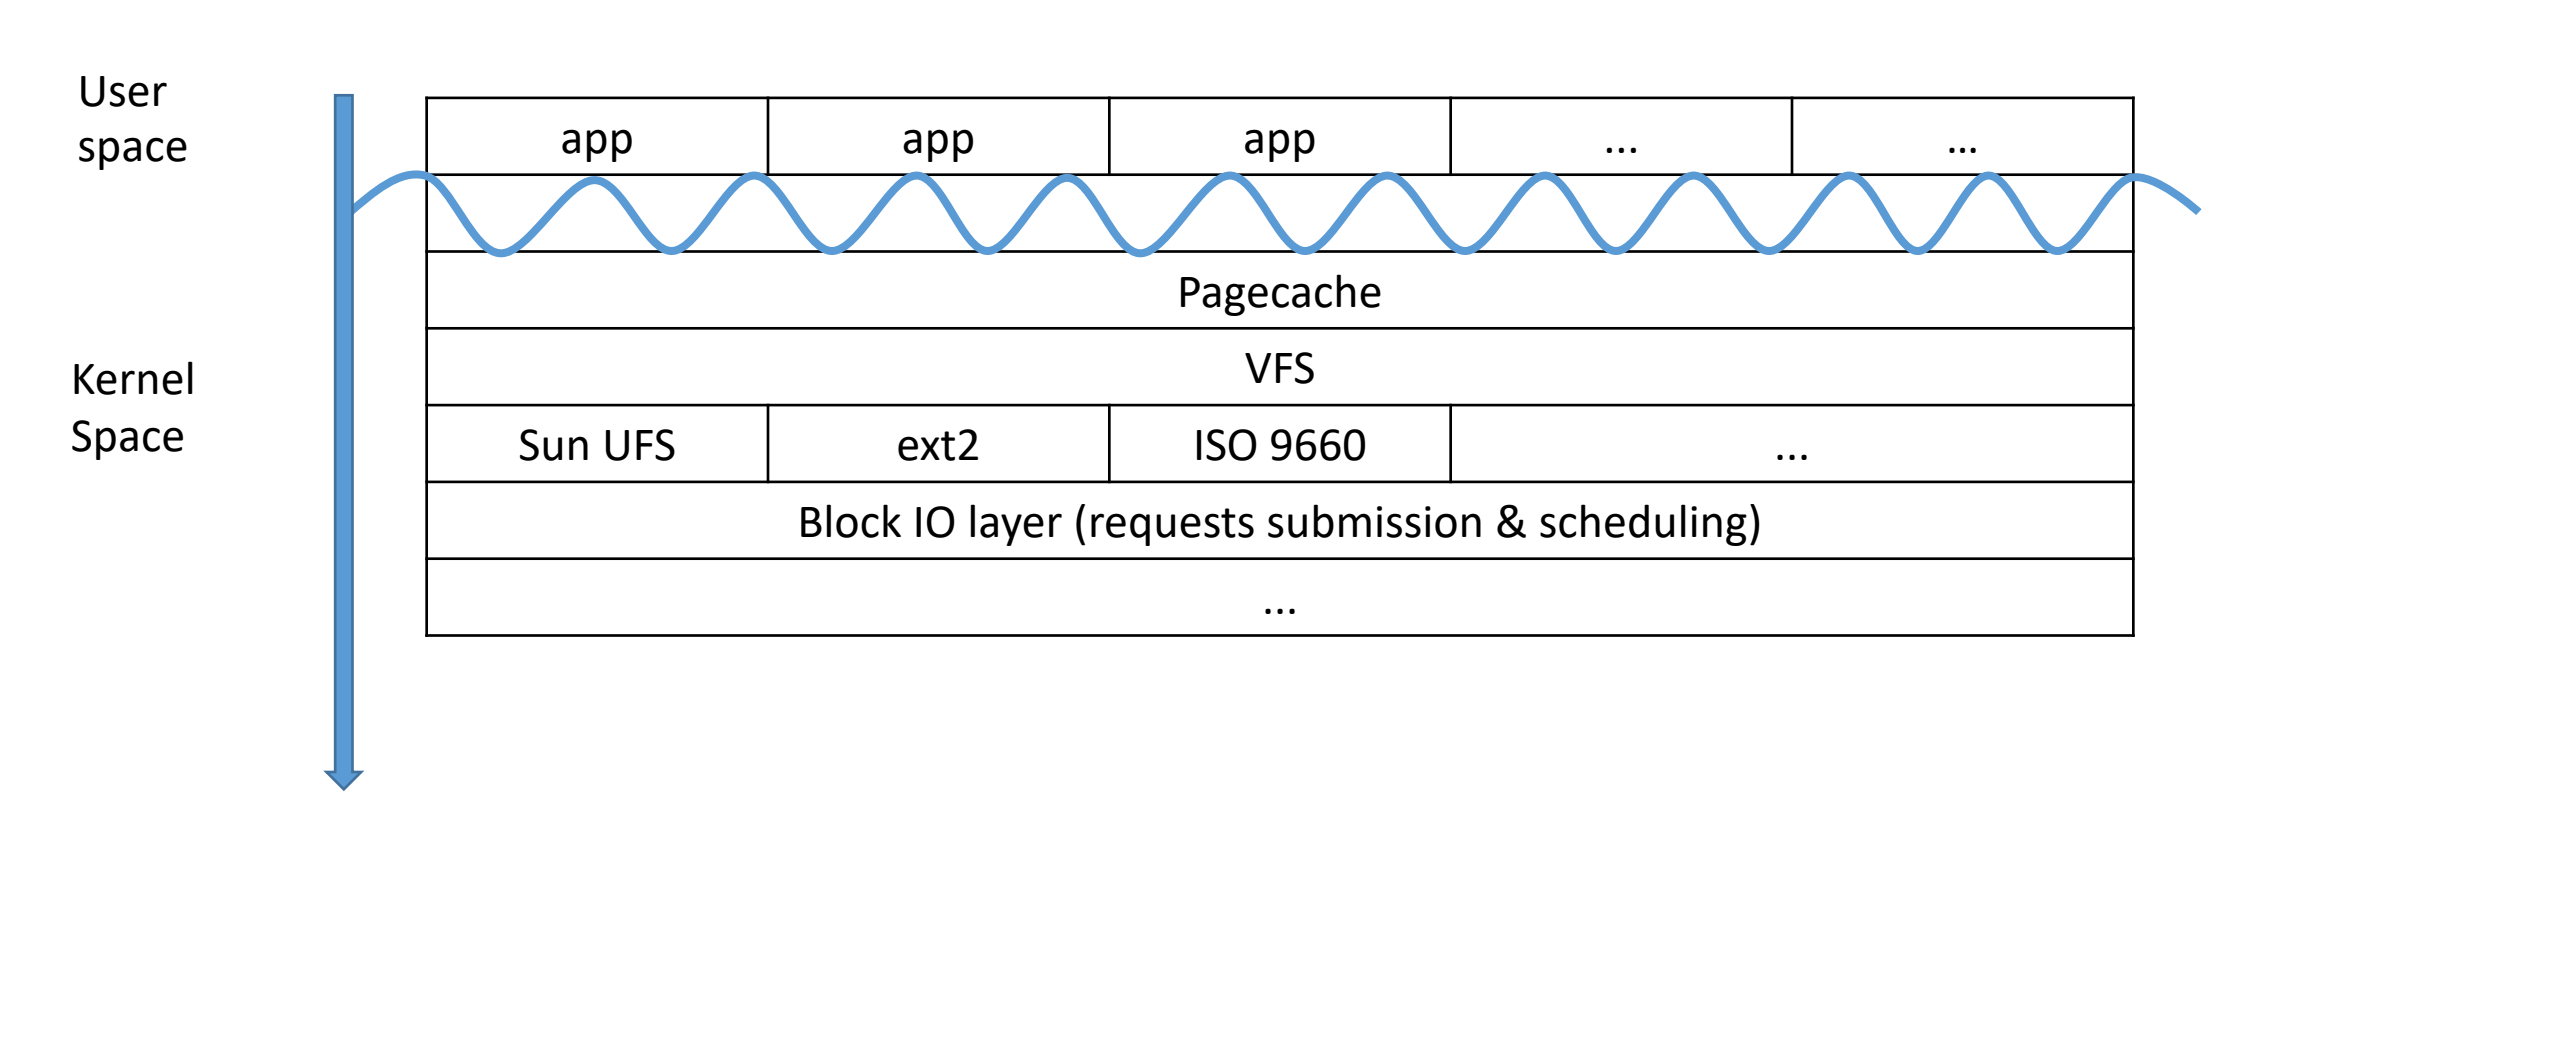 User
space
app
app
app
...
...
Pagecache
Kernel
Space
VFS
Sun UFS
ext2
ISO 9660
...
Block IO layer (requests submission & scheduling)
...